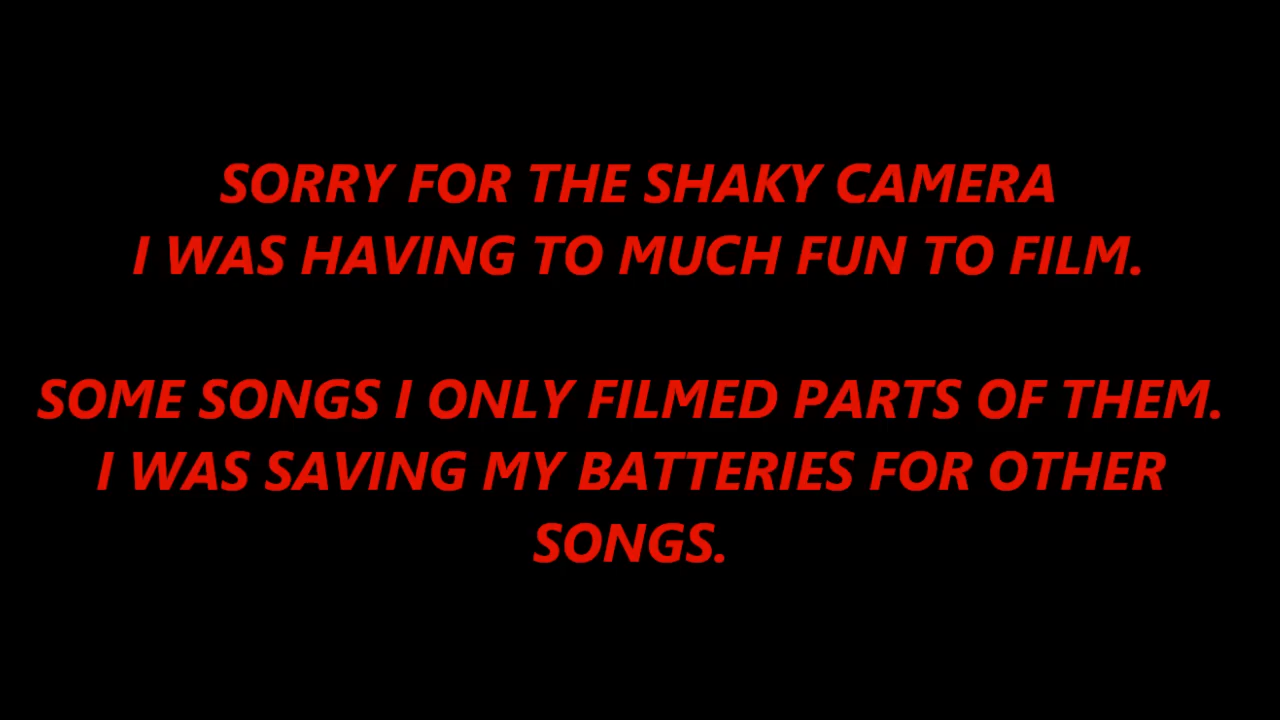 SORRY FOR THE SHAKY CAMERA
I WAS HAVING TO MUCH FUN TO FILM.
SOME SONGS I ONLY FILMED PARTS OF THEM.
I WAS SAVING MY BATTERIES FOR OTHER
SONGS.